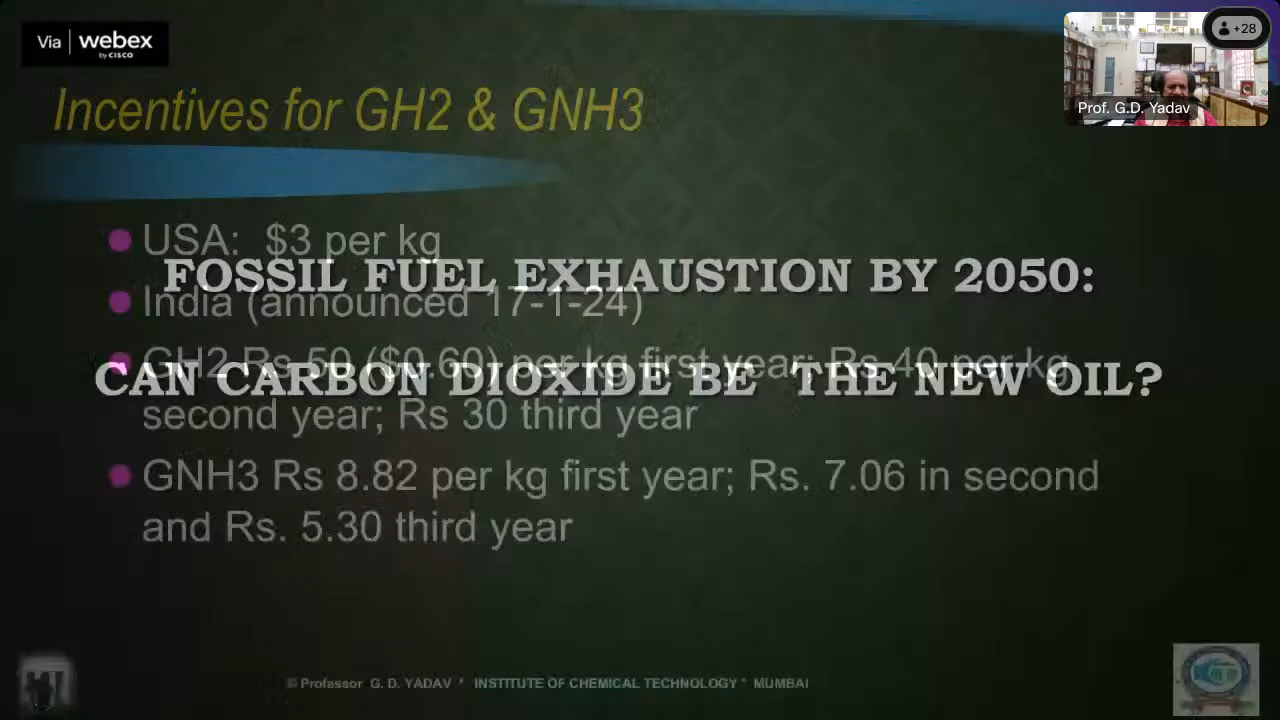 Via webex
by CISCO
+28
Prof. G.D. Yadav
Incentives for GH2 & GNH3
USA: $3 per kg
FOSSIL FUEL EXHAUSTION BY 2050:
India (announced 17-1-24)
GH2 Rs 50 ($0.60) per kg first year; Rs 40 per kg
CAN CARBON DIOXIDE BE THE NEW OIL?
second year; Rs 30 third year
GNH3 Rs 8.82 per kg first year; Rs. 7.06 in second
and Rs. 5.30 third year
© Professor G. D. YADAV * INSTITUTE OF CHEMICAL TECHNOLOGY * MUMBAI